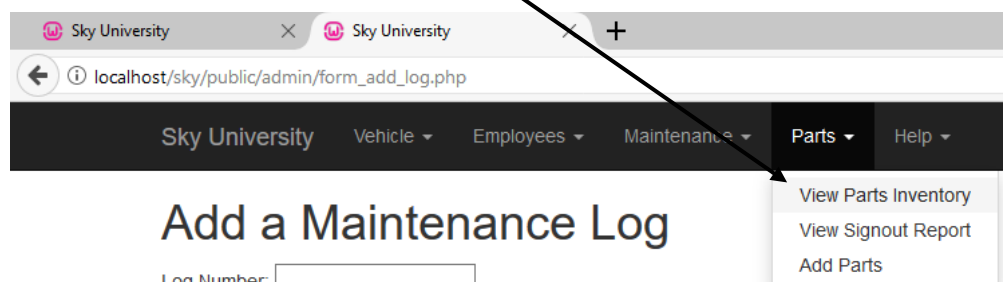 Sky University Sky University
localhost/sky/public/admin/form_add_log.php
Sky University Vehicle Employees Maintenance Parts Help
View Parts Inventory
Add a Maintenance Log
View Signout Report
Add Parts
Log Number: